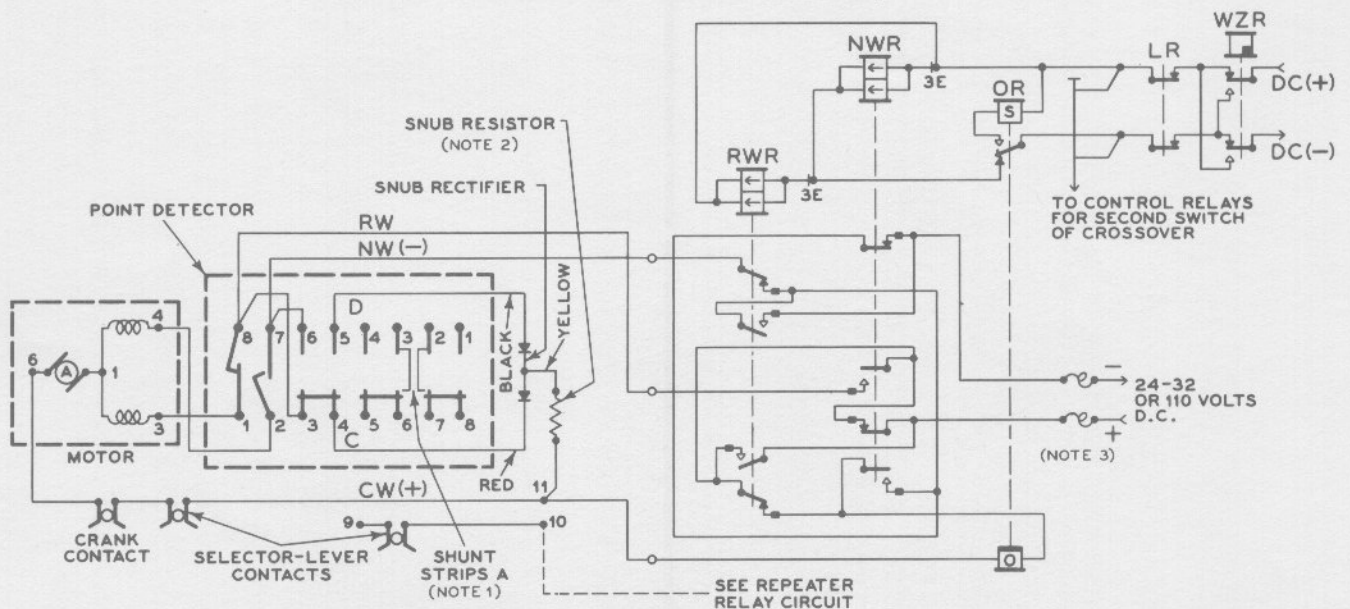 WZR
NWR
LR
OR
3E
DC(+)
S
SNUB RESISTOR
(NOTE 2)
RWR
DC(-)
SNUB RECTIFIER
3E
POINT DETECTOR
TO CONTROL RELAYS
FOR SECOND SWITCH
OF CROSSOVER
RW
NW(-)
D
BLACK
YELLOW
4
8 7 6 5 4 3 2 1
6
A
1
3
1 2 3 4 5 6 7 8
C
MOTOR
RED
-
24-32
OR 110 VOLTS
D.C.
+
(NOTE 3)
CW(+)
11
9
10
CRANK
CONTACT
SELECTOR-LEVER
CONTACTS
SHUNT
STRIPS A
(NOTE 1)
O
SEE REPEATER
RELAY CIRCUIT